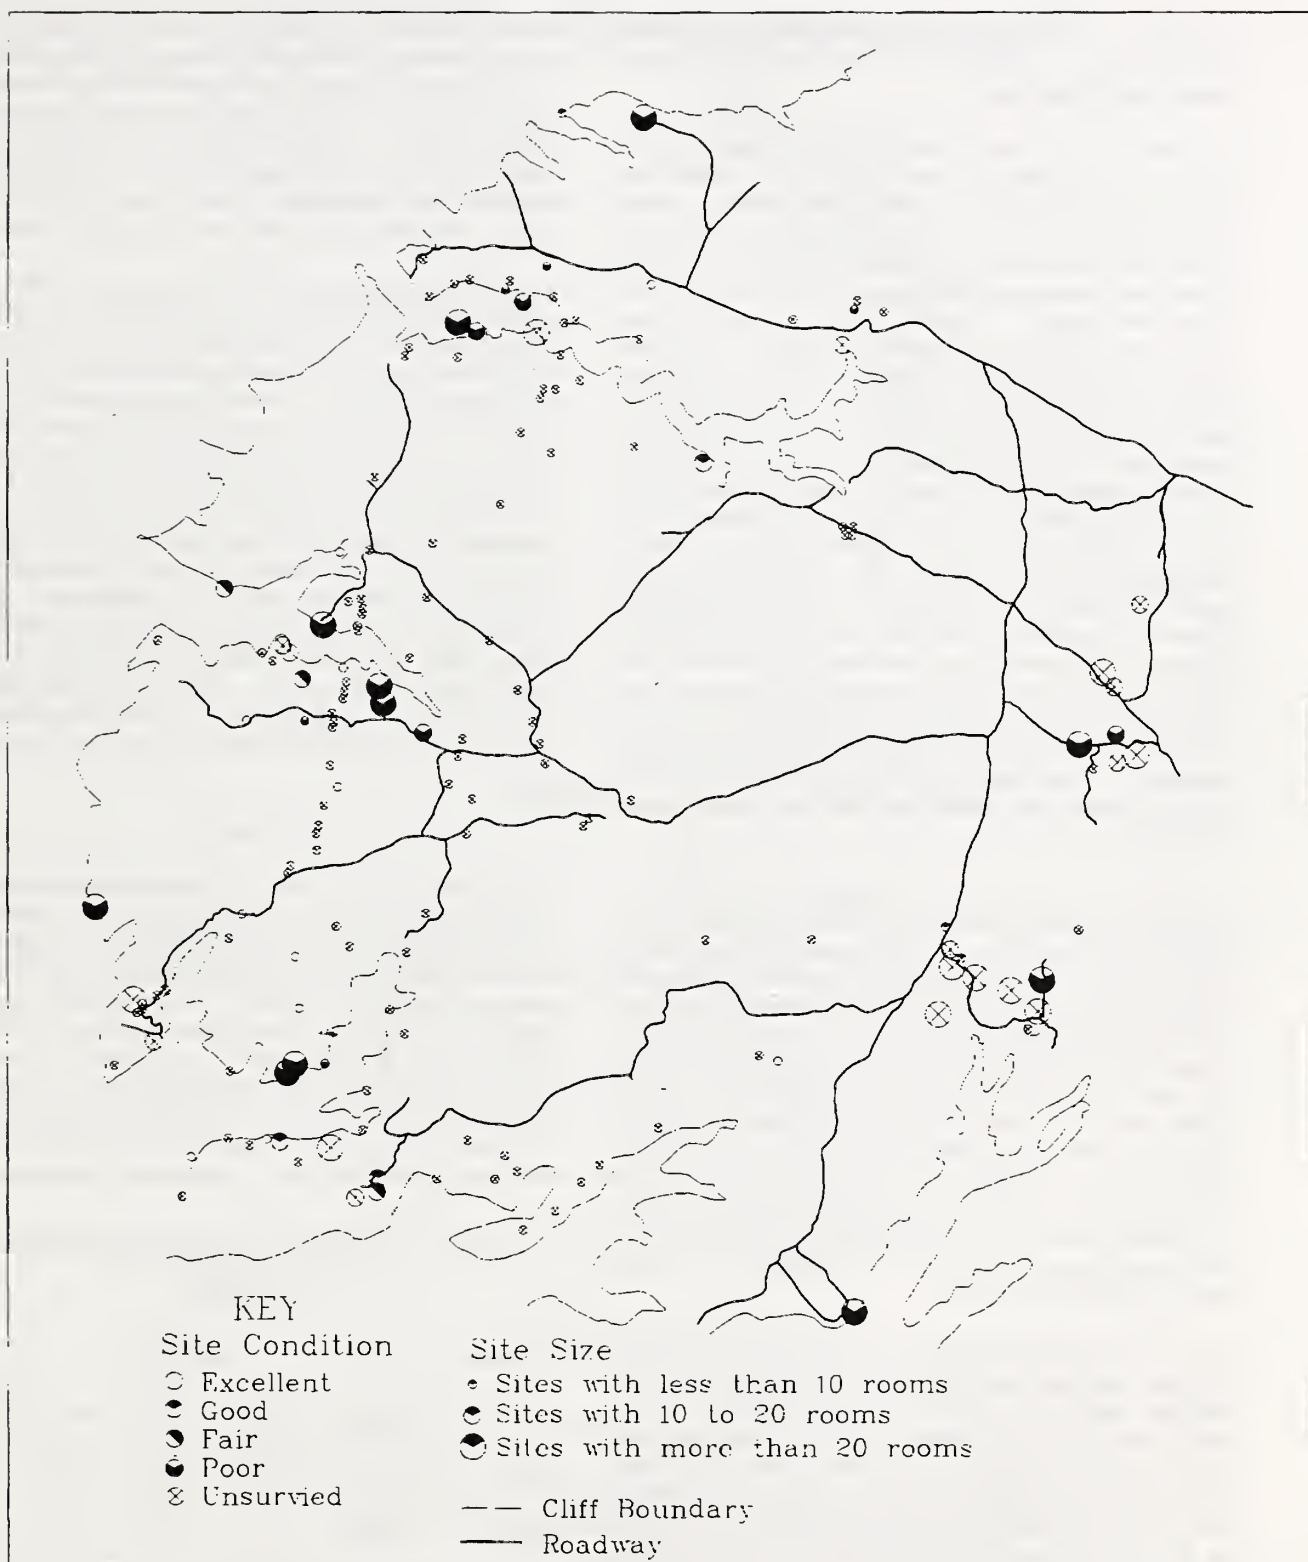 KEY
Site Condition
Excellent
Good
Fair
Poor
Unsurvied
Site Size
Sites with less than 10 rooms
Sites with 10 to 20 rooms
Sites with more than 20 rooms
Cliff Boundary
Roadway